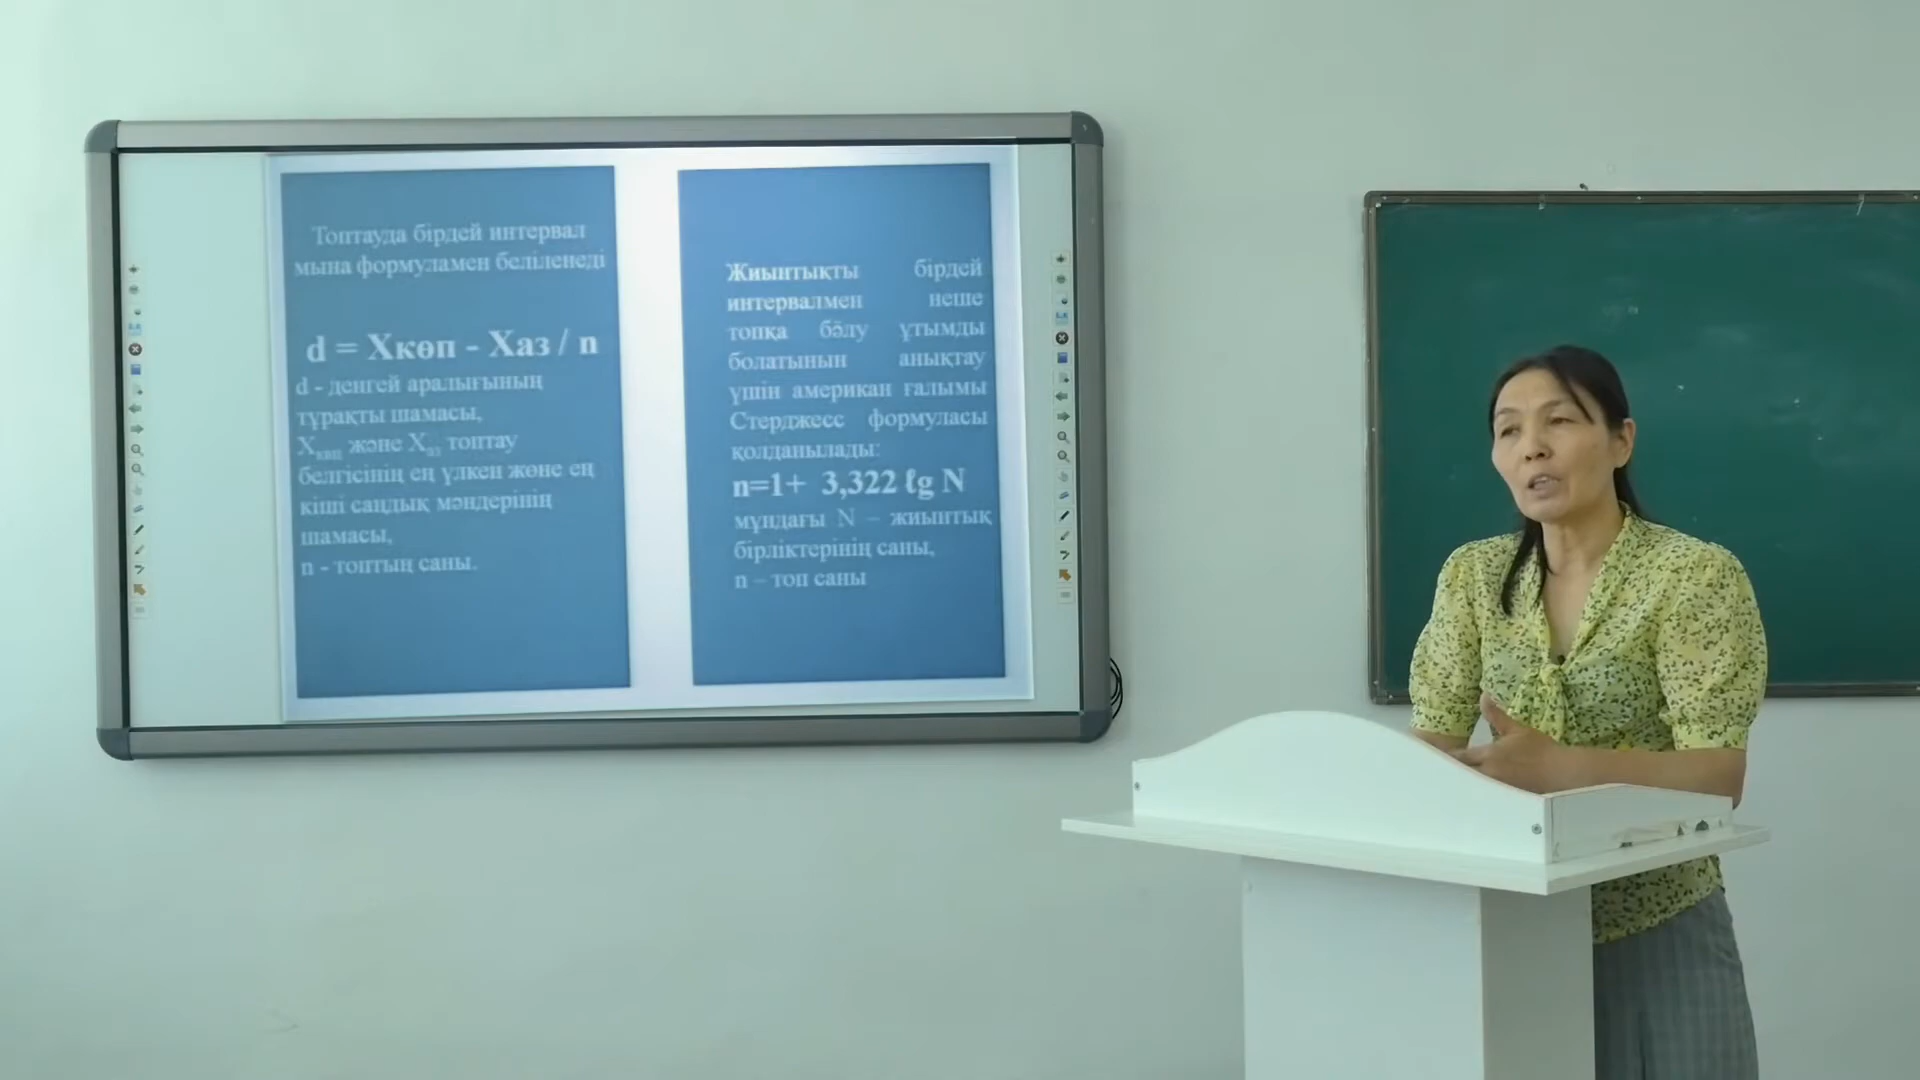 Топтауда бірдей интервал
мына формуламен беліленеді
d = Xкөп - Xаз / n
d - денгей аралығының
тұрақты шамасы,
Xкөп және Xаз топтау
белгісінің ең үлкен және ең
кіші сандық мәндерінің
шамасы,
n - топтың саны.
Жиынтықты бірдей
интервалмен неше
топқа бөлу ұтымды
болатынын анықтау
үшін американ ғалымы
Стерджесс формуласы
қолданылады:
n=1+ 3,322 ℓg N
мұндағы N – жиынтық
бірліктерінің саны,
n – топ саны